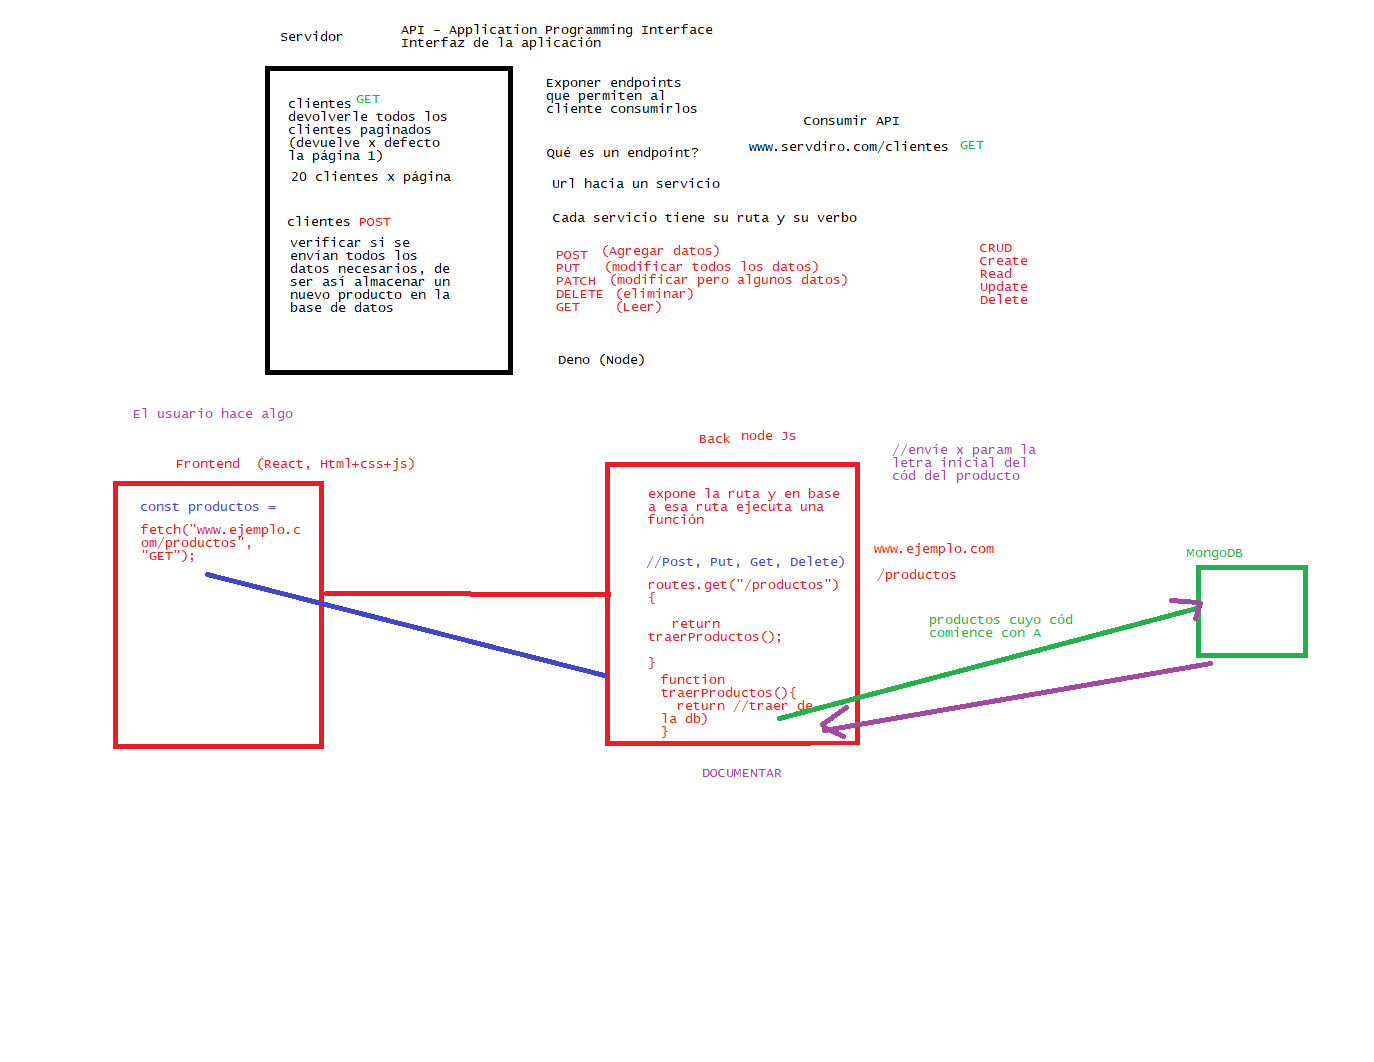 Servidor
API - Application Programming Interface
Interfaz de la aplicación
clientes GET
devolverle todos los
clientes paginados
(devuelve x defecto
la página 1)
20 clientes x página
clientes POST
verificar si se
envían todos los
datos necesarios, de
ser así almacenar un
nuevo producto en la
base de datos
Exponer endpoints
que permiten al
cliente consumirlos
Consumir API
www.servdiro.com/clientes GET
Qué es un endpoint?
Url hacia un servicio
Cada servicio tiene su ruta y su verbo
POST (Agregar datos)
PUT (modificar todos los datos)
PATCH (modificar pero algunos datos)
DELETE (eliminar)
GET (Leer)
CRUD
Create
Read
Update
Delete
Deno (Node)
El usuario hace algo
Frontend (React, Html+css+js)
const productos =
fetch("www.ejemplo.c
om/productos",
"GET");
Back node Js
expone la ruta y en base
a esa ruta ejecuta una
función
//Post, Put, Get, Delete)
routes.get("/productos")
{
return
traerProductos();
}
function
traerProductos(){
return //traer de
la db)
}
//envíe x param la
letra inicial del
cód del producto
www.ejemplo.com
/productos
productos cuyo cód
comience con A
MongoDB
DOCUMENTAR